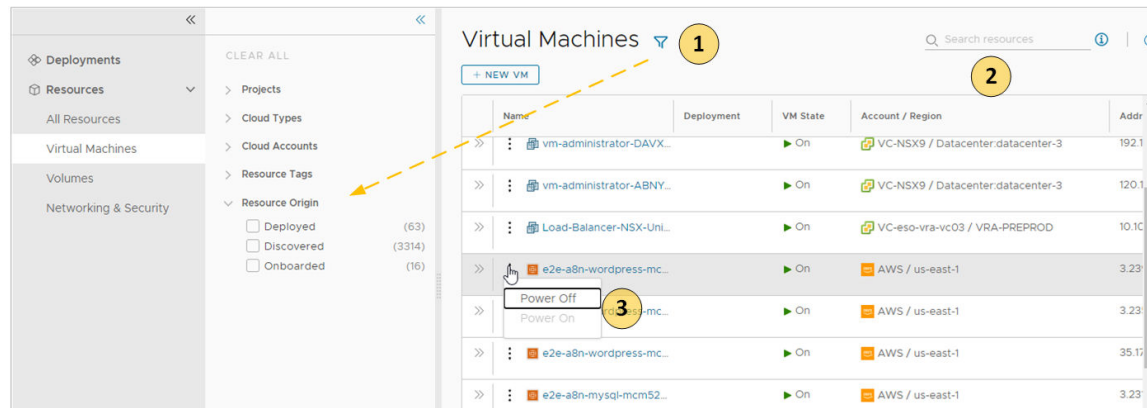 Deployments
Resources
All Resources
Virtual Machines
Volumes
Networking & Security
CLEAR ALL
Projects
Cloud Types
Cloud Accounts
Resource Tags
Resource Origin
Deployed (63)
Discovered (3314)
Onboarded (16)
Virtual Machines 1
Search resources
2
+ NEW VM
Name Deployment VM State Account / Region Addr
vm-administrator-DAVX... On VC-NSX9 / Datacenter:datacenter-3 192.1
vm-administrator-ABNY... On VC-NSX9 / Datacenter:datacenter-3 120.1
Load-Balancer-NSX-Uni... On VC-eso-vra-vc03 / VRA-PREPROD 10.10
e2e-a8n-wordpress-mc... On AWS / us-east-1 3.23
Power Off
3
Power On
rdpress-mc... On AWS / us-east-1 3.23
e2e-a8n-wordpress-mc... On AWS / us-east-1 35.17
e2e-a8n-mysql-mcm52... On AWS / us-east-1 3.23